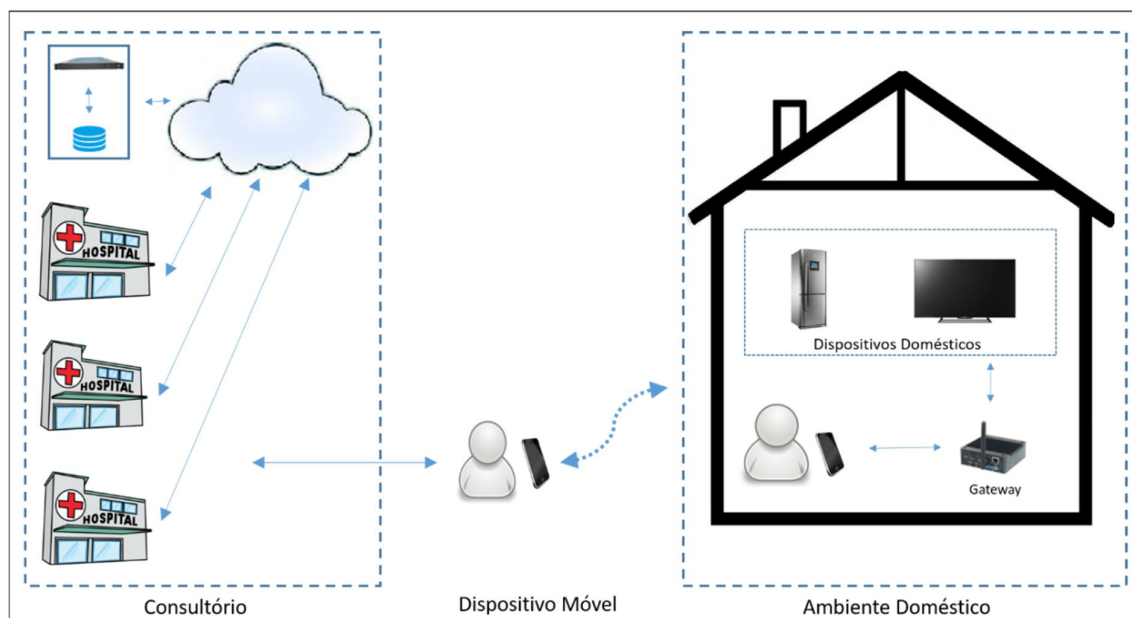 HOSPITAL
HOSPITAL
HOSPITAL
Dispositivos Domésticos
Gateway
Consultório
Dispositivo Móvel
Ambiente Doméstico